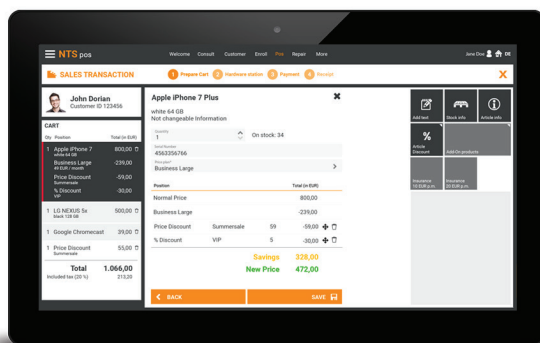 NTS pos
Welcome Consult Customer Enroll Pos Repair More
Jane Doe DE
SALES TRANSACTION
1 Prepare Cart 2 Hardware station 3 Payment 4 Receipt
X
John Dorian
Customer ID
123456
CART
Qty Position Total (in EUR)
1 Apple iPhone 7 800,00
white 64 GB
Business Large -239,00
49 EUR / month
Price Discount -59,00
Summersale
% Discount -30,00
VIP
1 LG NEXUS 5x 500,00
black 128 GB
1 Google Chromecast 39,00
1 Price Discount 55,00
Summersale
Total 1.066,00
Included tax (20 %) 213,20
Apple iPhone 7 Plus
white 64 GB
Not changeable Information
Quantity
1
On stock: 34
Serial Number
4563356766
Price plan*
Business Large
Position Total (in EUR)
Normal Price 800,00
Business Large -239,00
Price Discount Summersale 59 -59,00
% Discount VIP 5 -30,00
Savings 328,00
New Price 472,00
BACK
SAVE
Add text
Stock info
Article info
%
Article Discount
Add-On products
Insurance 10 EUR p.m.
Insurance 20 EUR p.m.